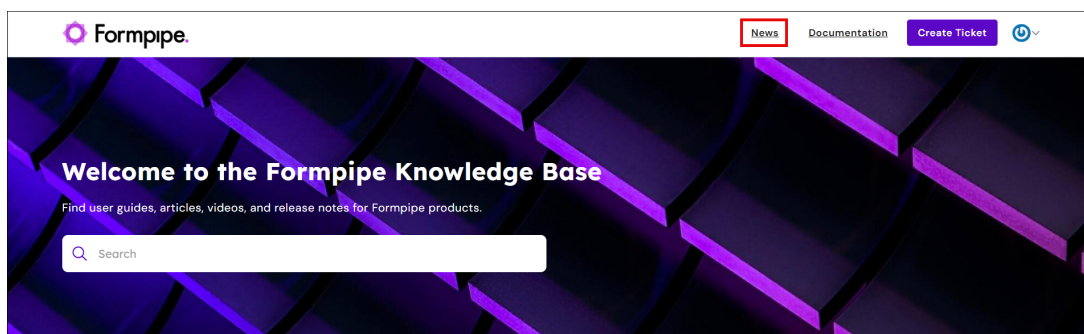 Formpipe.
News
Documentation
Create Ticket
Welcome to the Formpipe Knowledge Base
Find user guides, articles, videos, and release notes for Formpipe products.
Search